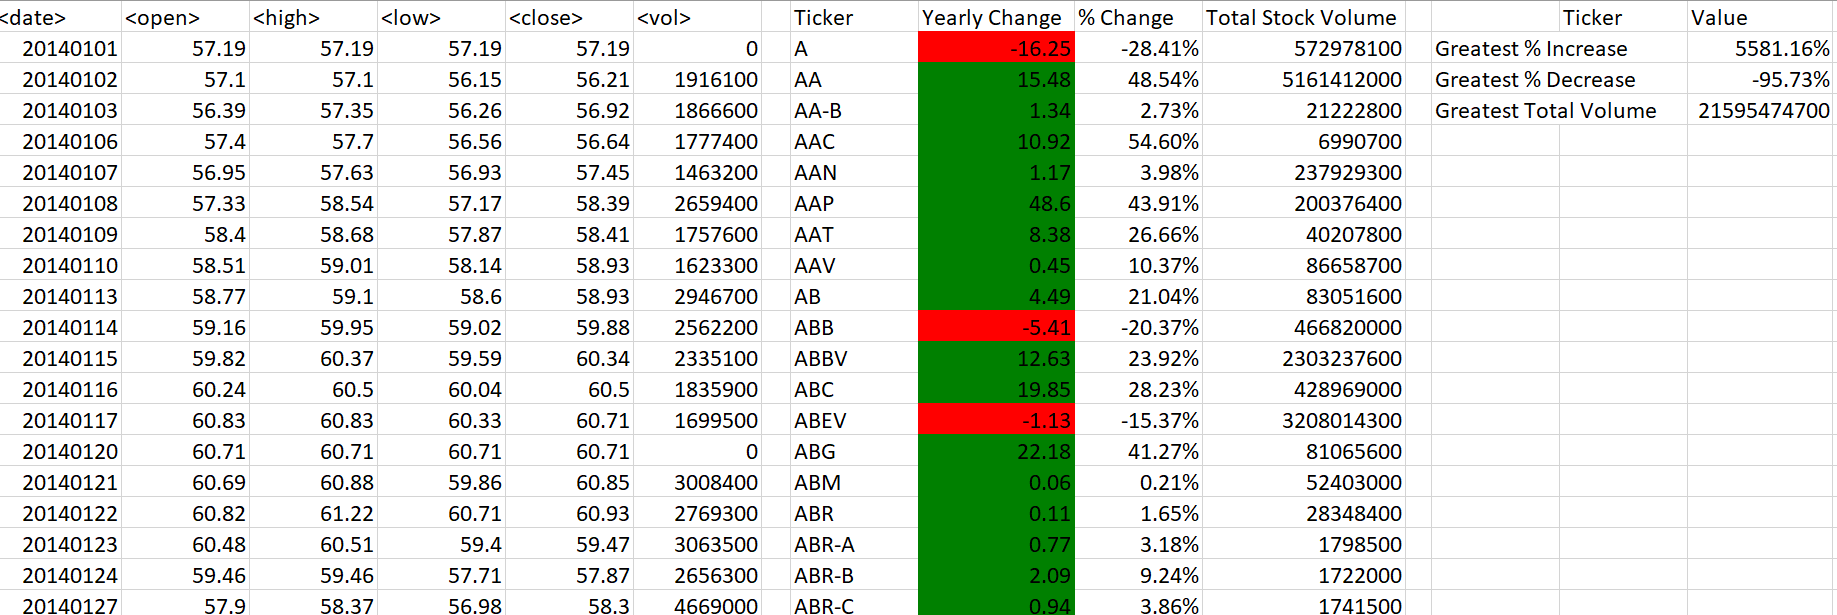 <date> <open> <high> <low> <close> <vol> Ticker Yearly Change % Change Total Stock Volume Ticker Value
20140101 57.19 57.19 57.19 57.19 0 A -16.25 -28.41% 572978100 Greatest % Increase 5581.16%
20140102 57.1 57.1 56.15 56.21 1916100 AA 15.48 48.54% 5161412000 Greatest % Decrease -95.73%
20140103 56.39 57.35 56.26 56.92 1866600 AA-B 1.34 2.73% 21222800 Greatest Total Volume 21595474700
20140106 57.4 57.7 56.56 56.64 1777400 AAC 10.92 54.60% 6990700
20140107 56.95 57.63 56.93 57.45 1463200 AAN 1.17 3.98% 237929300
20140108 57.33 58.54 57.17 58.39 2659400 AAP 48.6 43.91% 200376400
20140109 58.4 58.68 57.87 58.41 1757600 AAT 8.38 26.66% 40207800
20140110 58.51 59.01 58.14 58.93 1623300 AAV 0.45 10.37% 86658700
20140113 58.77 59.1 58.6 58.93 2946700 AB 4.49 21.04% 83051600
20140114 59.16 59.95 59.02 59.88 2562200 ABB -5.41 -20.37% 466820000
20140115 59.82 60.37 59.59 60.34 2335100 ABBV 12.63 23.92% 2303237600
20140116 60.24 60.5 60.04 60.5 1835900 ABC 19.85 28.23% 428969000
20140117 60.83 60.83 60.33 60.71 1699500 ABEV -1.13 -15.37% 3208014300
20140120 60.71 60.71 60.71 60.71 0 ABG 22.18 41.27% 81065600
20140121 60.69 60.88 59.86 60.85 3008400 ABM 0.06 0.21% 52403000
20140122 60.82 61.22 60.71 60.93 2769300 ABR 0.11 1.65% 28348400
20140123 60.48 60.51 59.4 59.47 3063500 ABR-A 0.77 3.18% 1798500
20140124 59.46 59.46 57.71 57.87 2656300 ABR-B 2.09 9.24% 1722000
20140127 57.9 58.37 56.98 58.3 4669000 ABR-C 0.94 3.86% 1741500